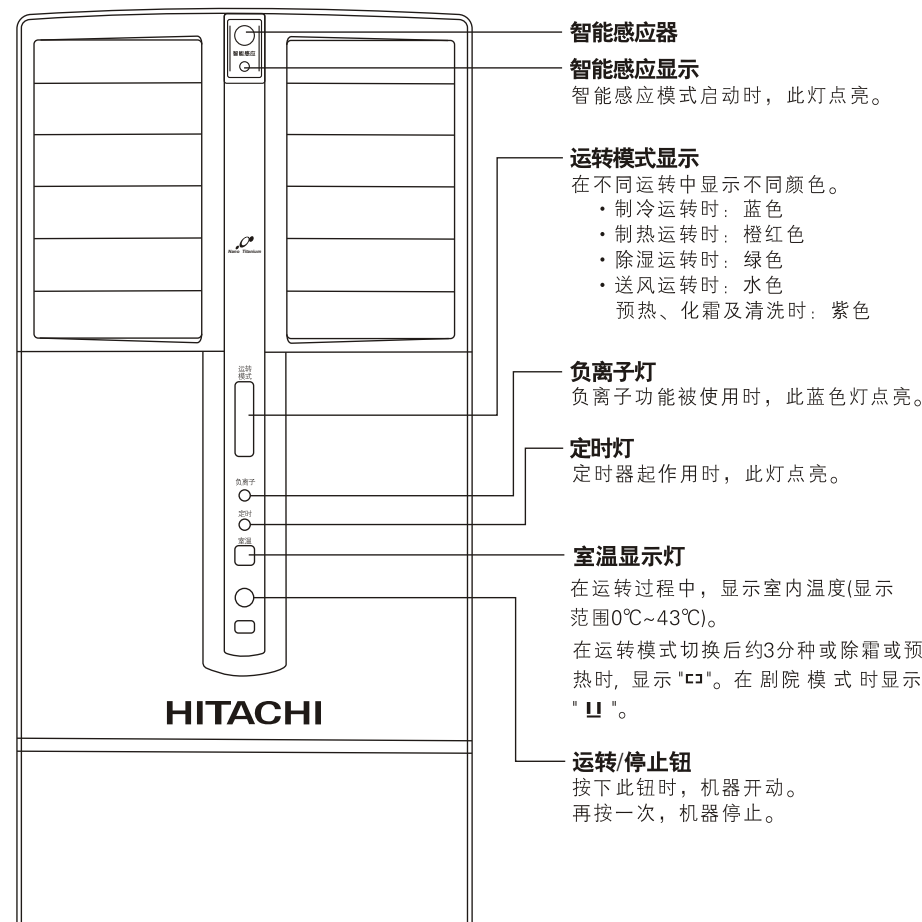 智能感应器
智能感应
智能感应显示
智能感应模式启动时，此灯点亮。
运转模式显示
在不同运转中显示不同颜色。
・制冷运转时：蓝色
・制热运转时：橙红色
・除湿运转时：绿色
・送风运转时：水色
预热、化霜及清洗时：紫色
Nano Titanium
运转
模式
负离子灯
负离子功能被使用时，此蓝色灯点亮。
定时灯
定时器起作用时，此灯点亮。
负离子
定时
室温
室温显示灯
在运转过程中，显示室内温度(显示
范围0℃~43℃)。
在运转模式切换后约3分种或除霜或预
热时, 显示"⊏⊐"。在 剧院 模 式 时显示
" 凵 "。
HITACHI
运转/停止钮
按下此钮时，机器开动。
再按一次，机器停止。